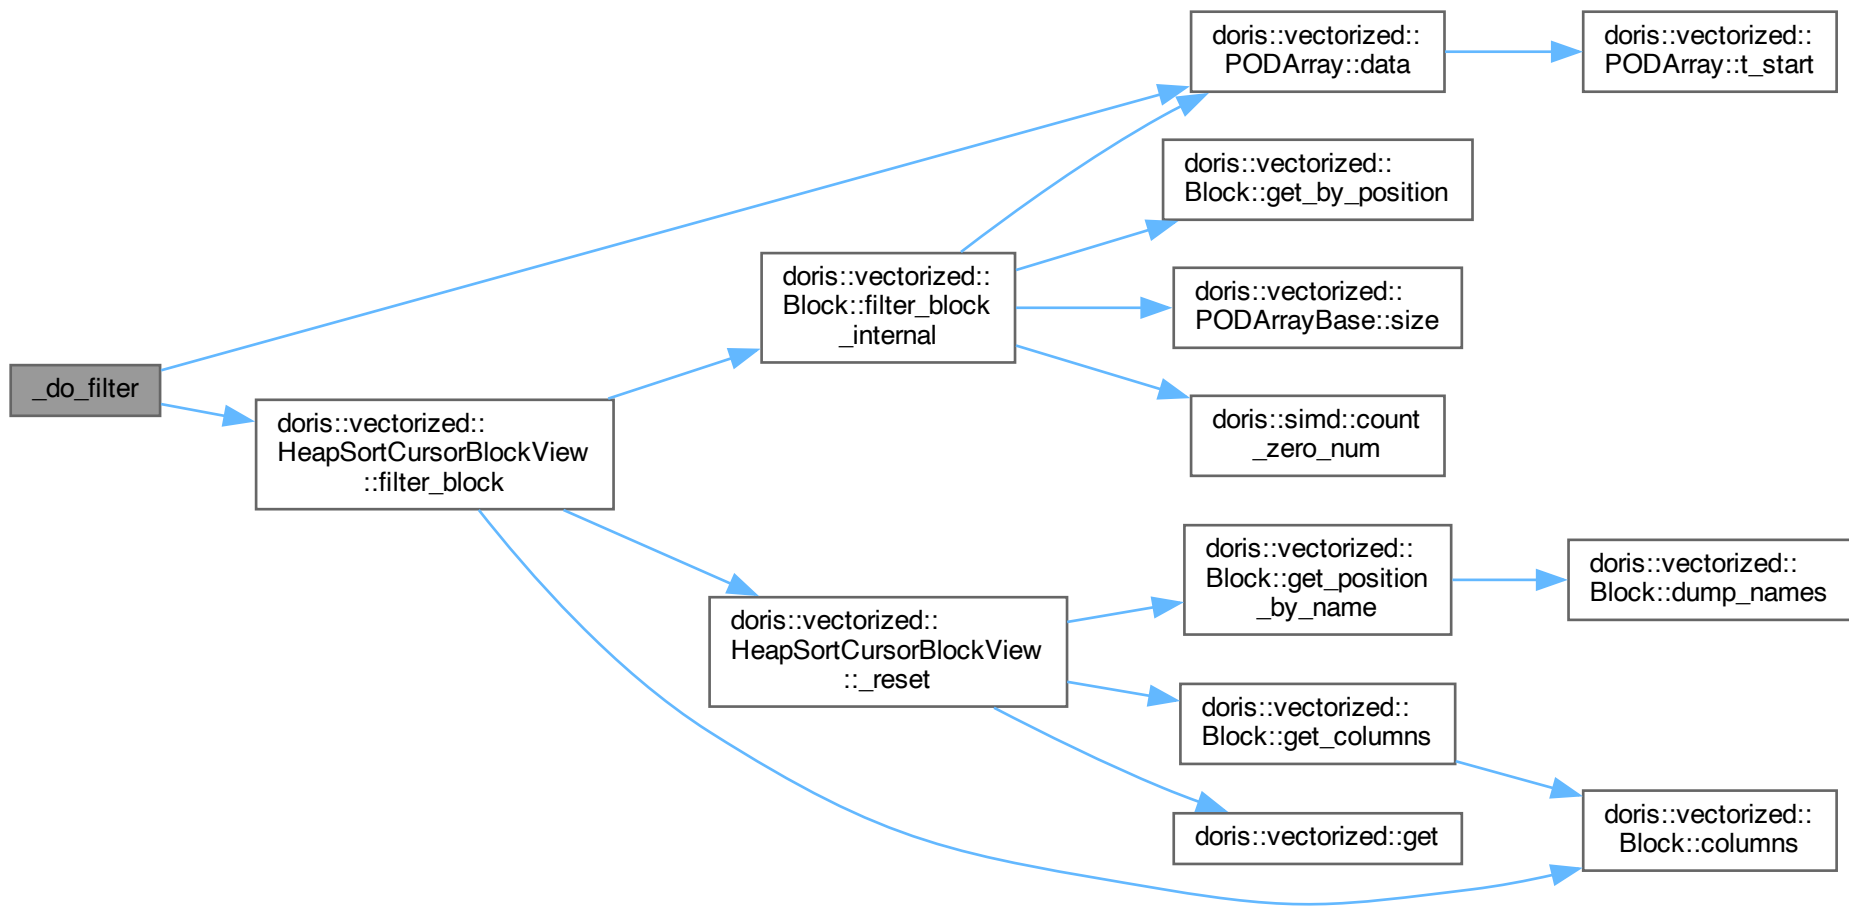 _do_filter
doris::vectorized::
HeapSortCursorBlockView
::filter_block
doris::vectorized::
Block::filter_block
_internal
doris::vectorized::
PODArray::data
doris::vectorized::
PODArray::t_start
doris::vectorized::
Block::get_by_position
doris::vectorized::
PODArrayBase::size
doris::simd::count
_zero_num
doris::vectorized::
HeapSortCursorBlockView
::_reset
doris::vectorized::
Block::get_position
_by_name
doris::vectorized::
Block::dump_names
doris::vectorized::
Block::get_columns
doris::vectorized::
Block::columns
doris::vectorized::get